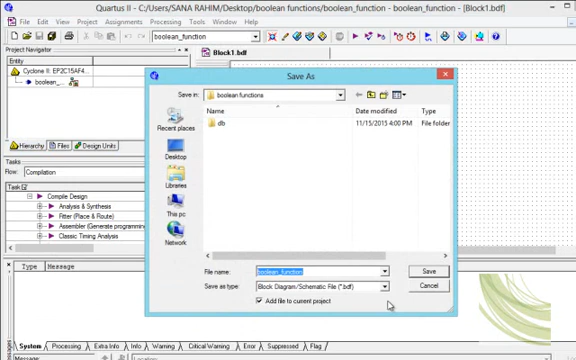 Quartus II - C:/Users/SANA RAHIM/Desktop/boolean functions/boolean_function - boolean_function - [Block1.bdf]
File Edit View Project Assignments Processing Tools Window
boolean_function
Project Navigator
Entity
Cyclone II: EP2C15AF4...
boolean_...
Hierarchy Files Design Units
Tasks
Flow: Compilation
Task
Compile Design
Analysis & Synthesis
Fitter (Place & Route)
Assembler (Generate programming
Classic Timing Analysis
Block1.bdf
Save As
Save in: boolean functions
Name Date modified Type
db 11/15/2015 4:00 PM File folder
Recent places
Desktop
Libraries
This pc
Network
File name: boolean_function Save
Save as type: Block Diagram/Schematic File (*.bdf) Cancel
Add file to current project
Type Message
System Processing Extra Info Info Warning Critical Warning Error Suppressed Flag
Message: Location: